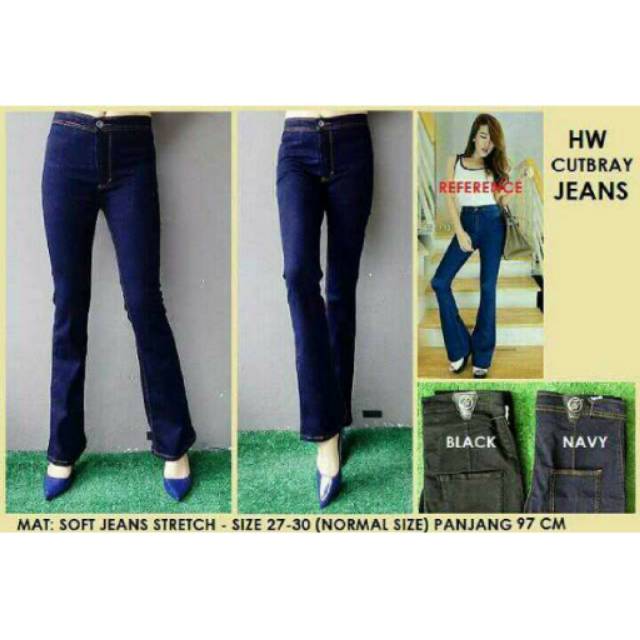 HW
CUTBRAY
JEANS
REFERENCE
BLACK
NAVY
MAT: SOFT JEANS STRETCH - SIZE 27-30 (NORMAL SIZE) PANJANG 97 CM